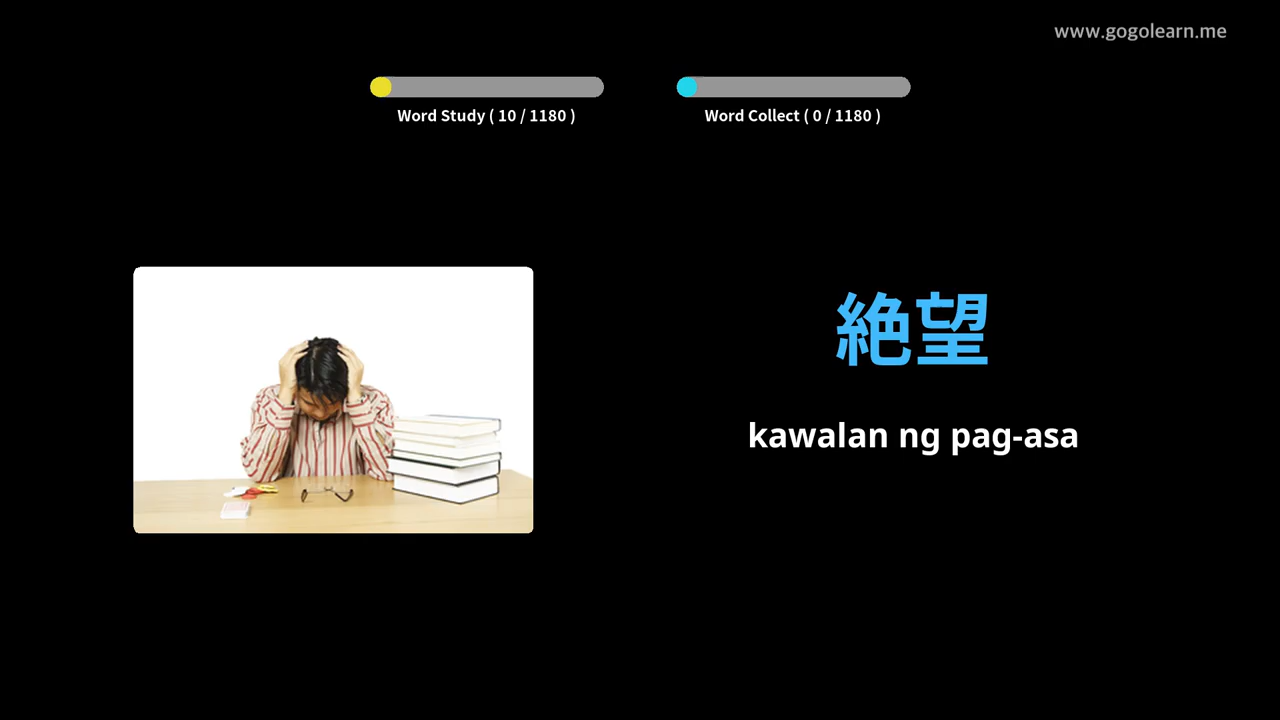 www.gogolearn.me
Word Study ( 10 / 1180 )
Word Collect ( 0 / 1180 )
絶望
kawalan ng pag-asa